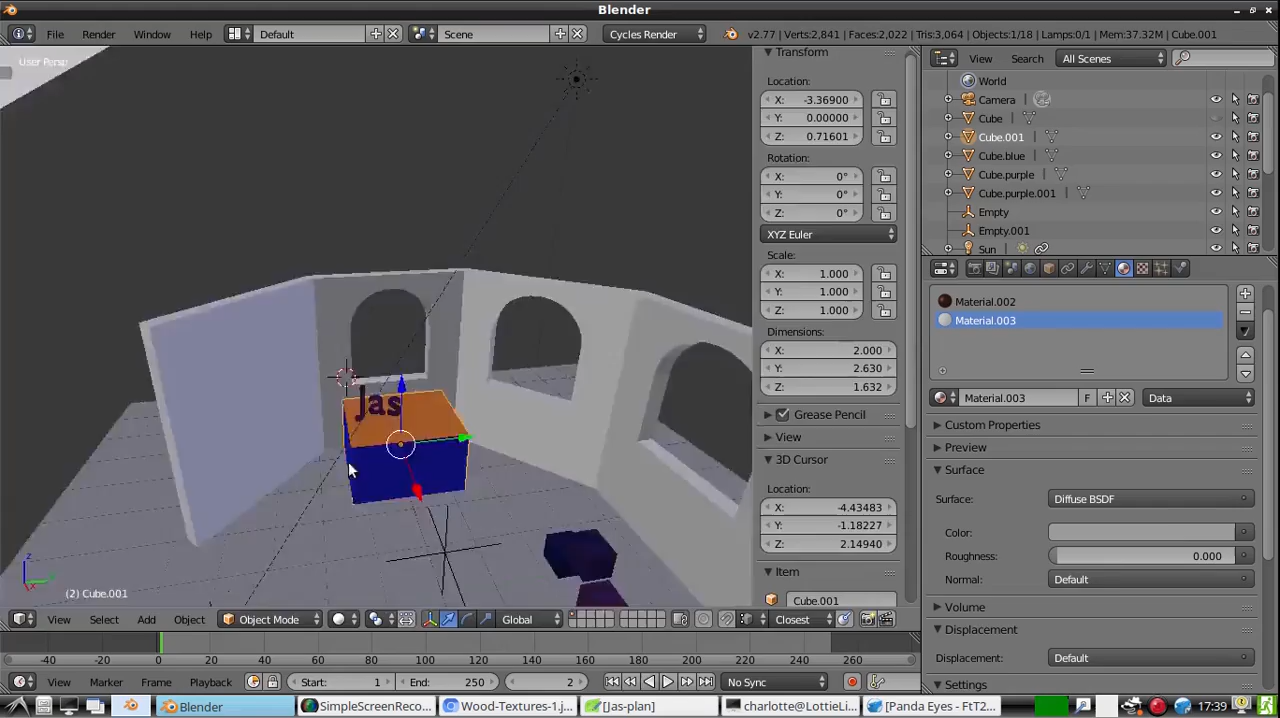 Blender
File Render Window Help Default Scene Cycles Render v2.77 | Verts:2,841 | Faces:2,022 | Tris:3,064 | Objects:1/18 | Lamps:0/1 | Mem:37.32M | Cube.001
User Persp
Transform
Location:
X: -3.36900
Y: 0.00000
Z: 0.71601
Rotation:
X: 0°
Y: 0°
Z: 0°
XYZ Euler
Scale:
X: 1.000
Y: 1.000
Z: 1.000
Dimensions:
X: 2.000
Y: 2.630
Z: 1.632
Grease Pencil
View
3D Cursor
Location:
X: -4.43483
Y: -1.18227
Z: 2.14940
Item
Cube.001
View Search All Scenes
World
Camera
Cube
Cube.001
Cube.blue
Cube.purple
Cube.purple.001
Empty
Empty.001
Sun
Material.002
Material.003
Material.003 F Data
Custom Properties
Preview
Surface
Surface: Diffuse BSDF
Color:
Roughness: 0.000
Normal: Default
Volume
Displacement
Displacement: Default
Settings
Jas
z
(2) Cube.001
View Select Add Object Object Mode Global Closest
-40 -20 0 20 40 60 80 100 120 140 160 180 200 220 240 260
View Marker Frame Playback Start: 1 End: 250 2 No Sync
Blender SimpleScreenReco... Wood-Textures-1.j... [Jas-plan] charlotte@LottieLi... [Panda Eyes – FtT2... 17:39